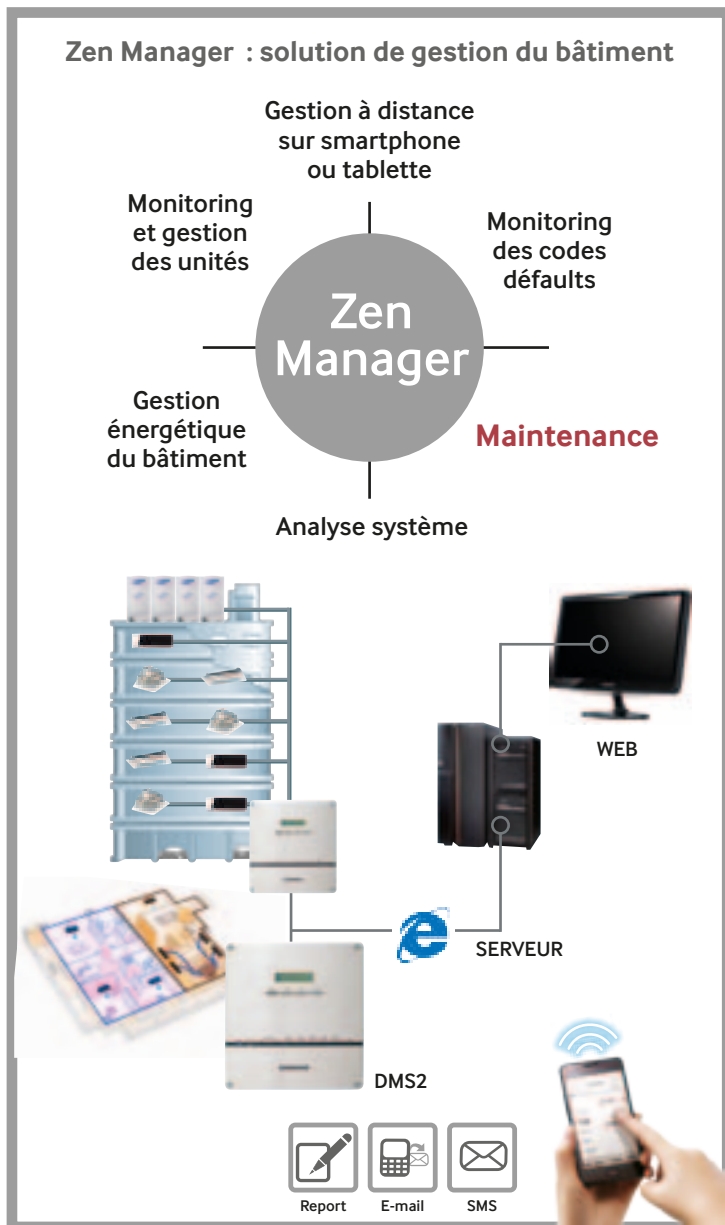 Zen Manager : solution de gestion du bâtiment
Gestion à distance
sur smartphone
ou tablette
Monitoring
et gestion
des unités
Monitoring
des codes
défaults
Zen
Manager
Gestion
énergétique
du bâtiment
Maintenance
Analyse système
WEB
SERVEUR
DMS2
Report
E-mail
SMS